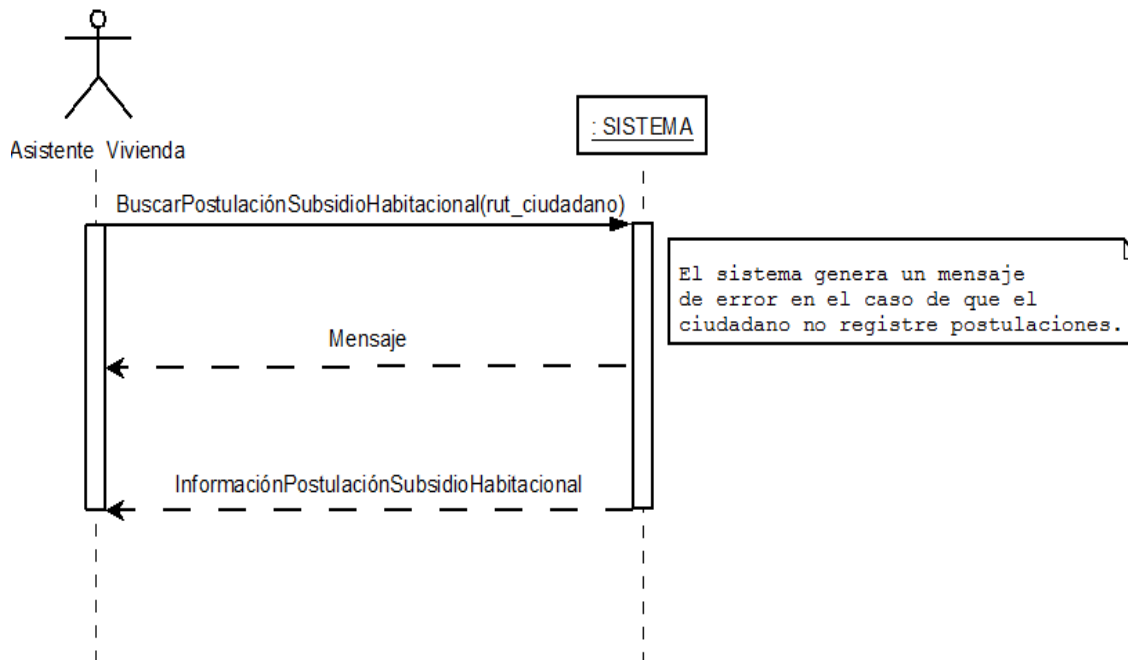 Asistente Vivienda
: SISTEMA
BuscarPostulaciónSubsidioHabitacional(rut_ciudadano)
El sistema genera un mensaje
de error en el caso de que el
ciudadano no registre postulaciones.
Mensaje
InformaciónPostulaciónSubsidioHabitacional